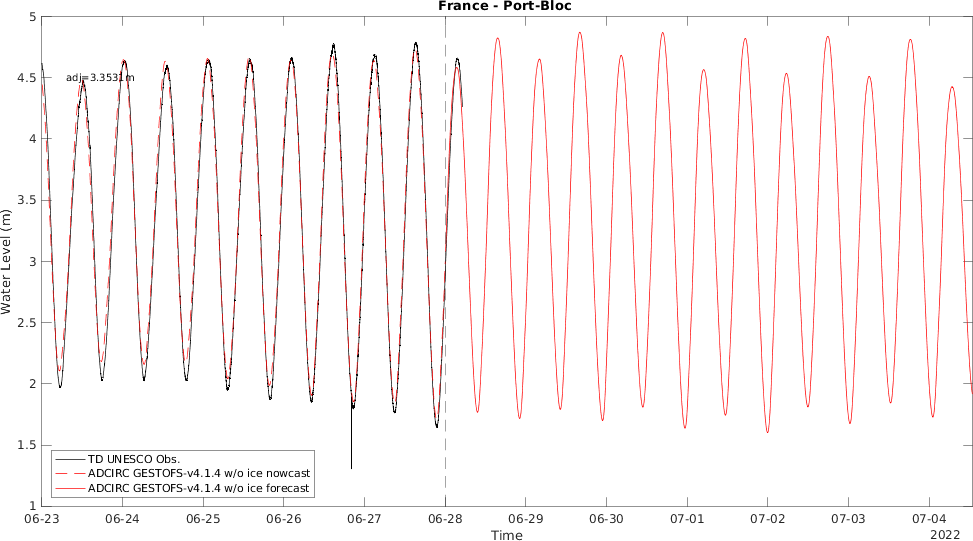 France - Port-Bloc
5
4.5
4
3.5
3
2.5
2
1.5
1
Water Level (m)
adj=3.3531m
TD UNESCO Obs.
ADCIRC GESTOFS-v4.1.4 w/o ice nowcast
ADCIRC GESTOFS-v4.1.4 w/o ice forecast
06-23 06-24 06-25 06-26 06-27 06-28 06-29 06-30 07-01 07-02 07-03 07-04
Time
2022